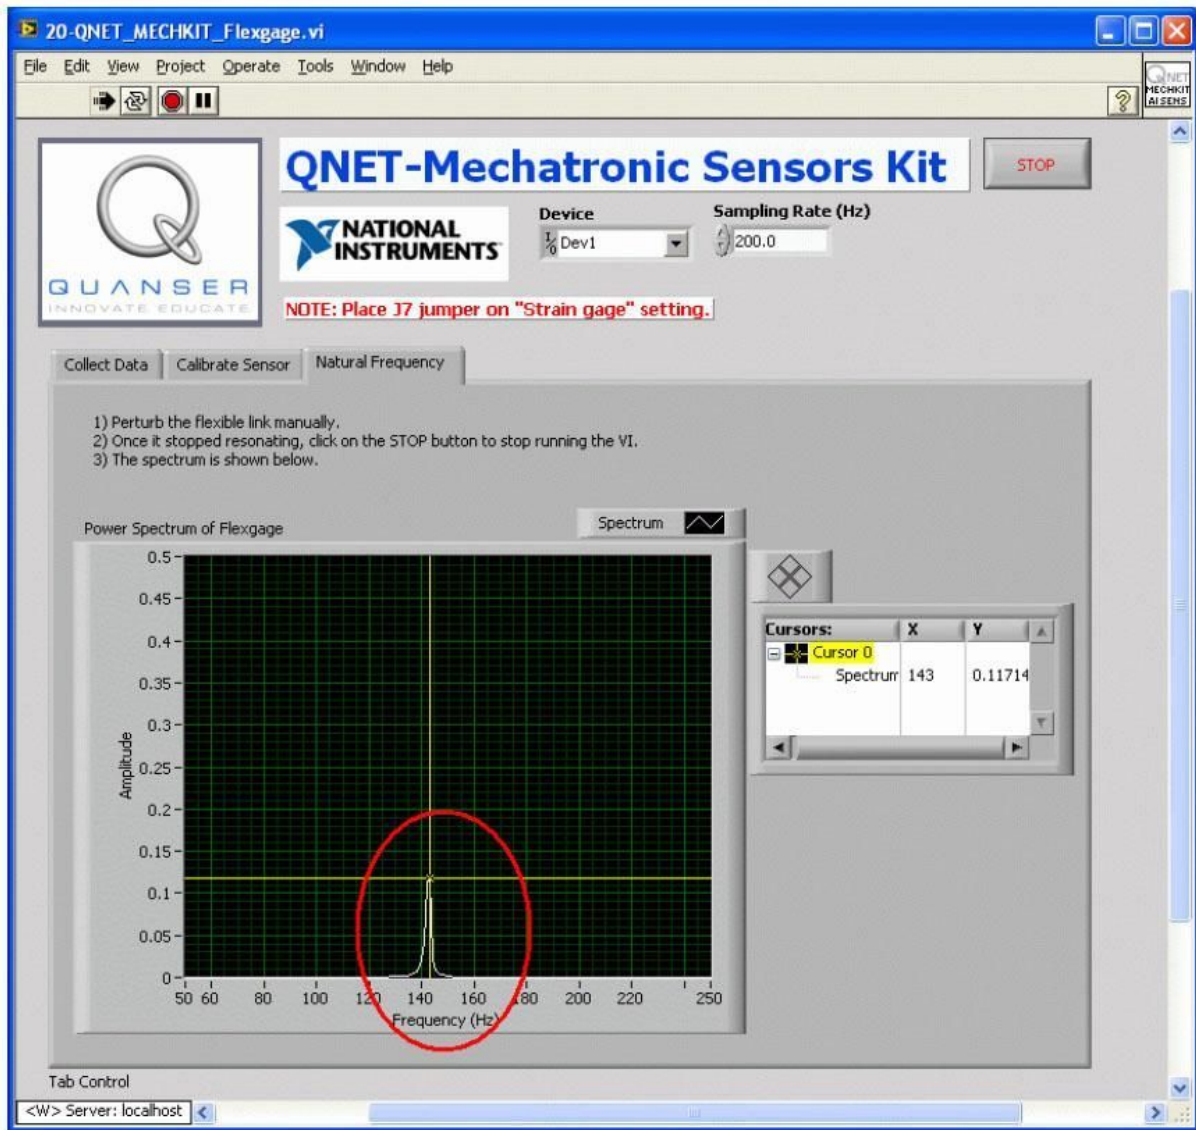 20-QNET_MECHKIT_Flexgage.vi
File Edit View Project Operate Tools Window Help
QNET
MECHKIT
AI SENS
QUANSER
INNOVATE EDUCATE
QNET-Mechatronic Sensors Kit
STOP
NATIONAL
INSTRUMENTS
Device
Dev1
Sampling Rate (Hz)
200.0
NOTE: Place J7 jumper on "Strain gage" setting.
Collect Data Calibrate Sensor Natural Frequency
1) Perturb the flexible link manually.
2) Once it stopped resonating, click on the STOP button to stop running the VI.
3) The spectrum is shown below.
Power Spectrum of Flexgage
Spectrum
0.5
0.45
0.4
0.35
0.3
0.25
0.2
0.15
0.1
0.05
0
Amplitude
50 60 80 100 120 140 160 180 200 220 250
Frequency (Hz)
Cursors: X Y
Cursor 0
Spectrum 143 0.11714
Tab Control
<W> Server: localhost